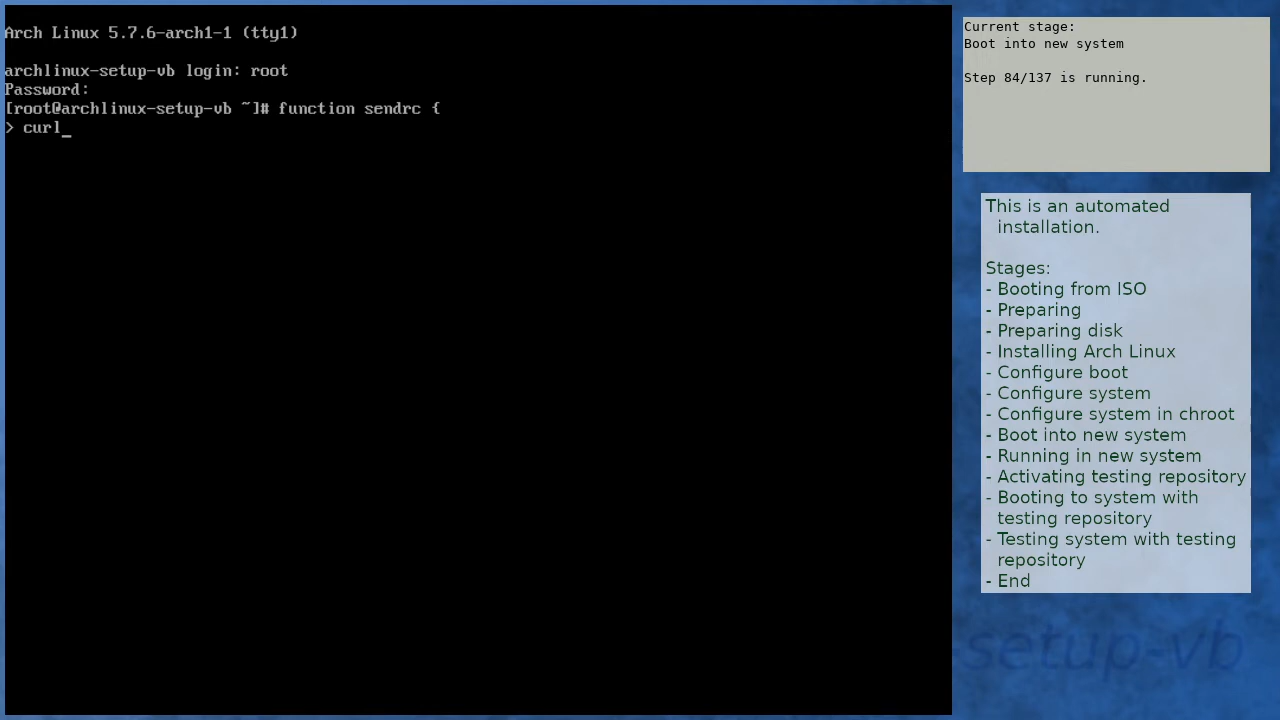 Arch Linux 5.7.6-arch1-1 (tty1)
archlinux-setup-vb login: root
Password:
[root@archlinux-setup-vb ~]# function sendrc {
> curl_
Current stage:
Boot into new system
Step 84/137 is running.
This is an automated
installation.
Stages:
- Booting from ISO
- Preparing
- Preparing disk
- Installing Arch Linux
- Configure boot
- Configure system
- Configure system in chroot
- Boot into new system
- Running in new system
- Activating testing repository
- Booting to system with
testing repository
- Testing system with testing
repository
- End
-setup-vb